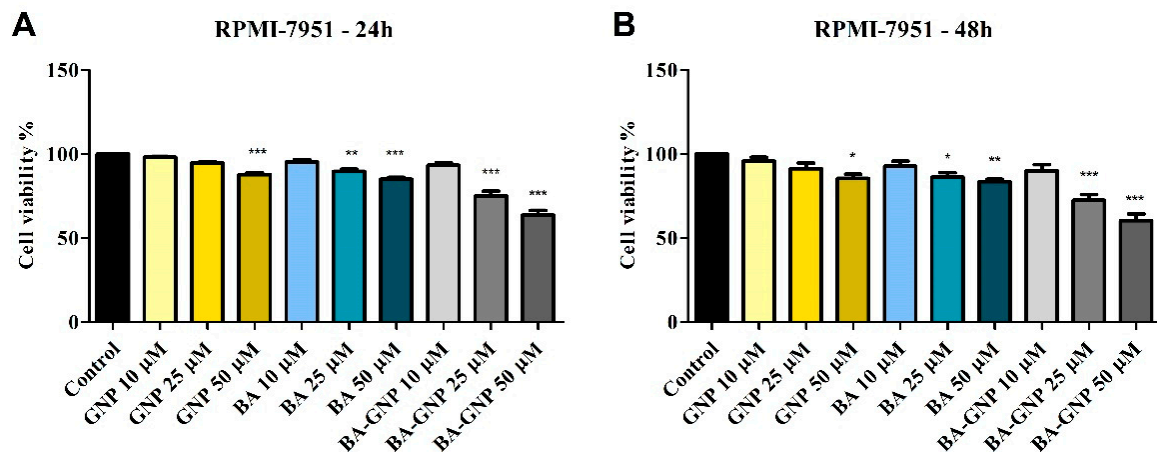 A
RPMI-7951 - 24h
Cell viability %
150
100
50
0
***
**
***
***
***
Control
GNP 10 µM
GNP 25 µM
GNP 50 µM
BA 10 µM
BA 25 µM
BA 50 µM
BA-GNP 10 µM
BA-GNP 25 µM
BA-GNP 50 µM
B
RPMI-7951 - 48h
Cell viability %
150
100
50
0
*
*
**
***
***
Control
GNP 10 µM
GNP 25 µM
GNP 50 µM
BA 10 µM
BA 25 µM
BA 50 µM
BA-GNP 10 µM
BA-GNP 25 µM
BA-GNP 50 µM